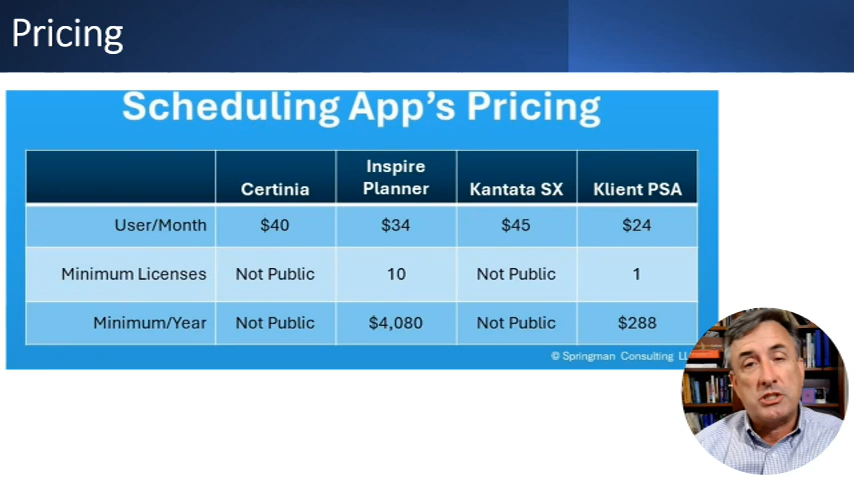 Pricing
Scheduling App's Pricing
Certinia Inspire Planner Kantata SX Klient PSA
User/Month $40 $34 $45 $24
Minimum Licenses Not Public 10 Not Public 1
Minimum/Year Not Public $4,080 Not Public $288
© Springman Consulting